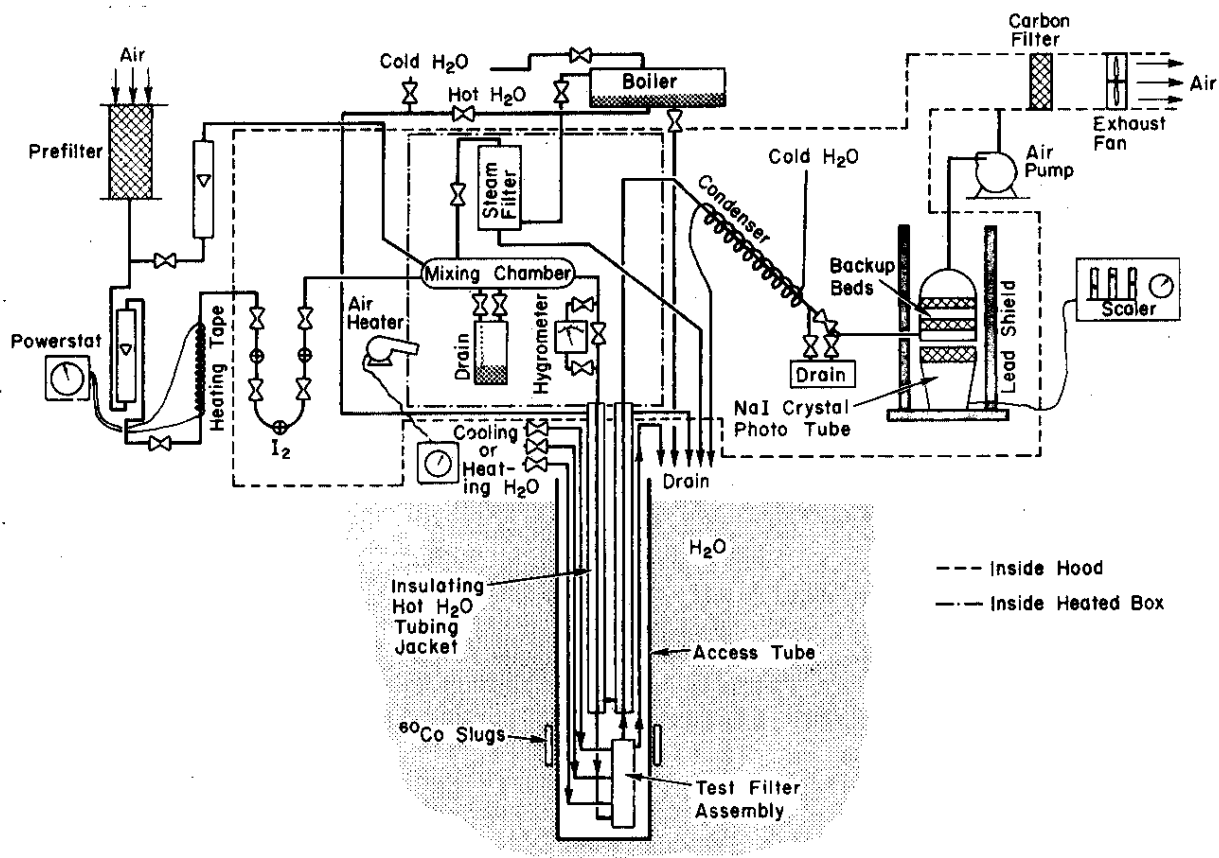 Air
Prefilter
Cold H₂O
Hot H₂O
Boiler
Carbon
Filter
Air
Exhaust
Fan
Air
Pump
Cold H₂O
Condenser
Steam
Filter
Mixing Chamber
Air
Heater
Drain
Hygrometer
Powerstat
Heating Tape
I₂
Backup
Beds
Lead Shield
Scaler
Drain
NaI Crystal
Photo Tube
Cooling
or
Heat-
ing H₂O
Drain
H₂O
Insulating
Hot H₂O
Tubing
Jacket
Access Tube
⁶⁰Co Slugs
Test Filter
Assembly
Inside Hood
Inside Heated Box